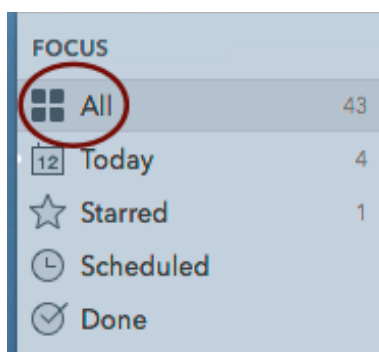 FOCUS
All 43
12 Today 4
Starred 1
Scheduled
Done